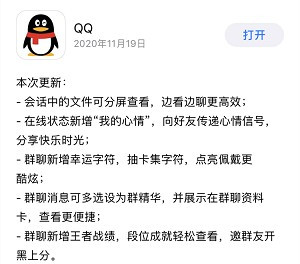 QQ
2020年11月19日
打开
本次更新：
- 会话中的文件可分屏查看，边看边聊更高效；
- 在线状态新增“我的心情”，向好友传递心情信号，
分享快乐时光；
- 群聊新增幸运字符，抽卡集字符，点亮佩戴更
酷炫；
- 群聊消息可多选设为群精华，并展示在群聊资料
卡，查看更便捷；
- 群聊新增王者战绩，段位成就轻松查看，邀群友开
黑上分。